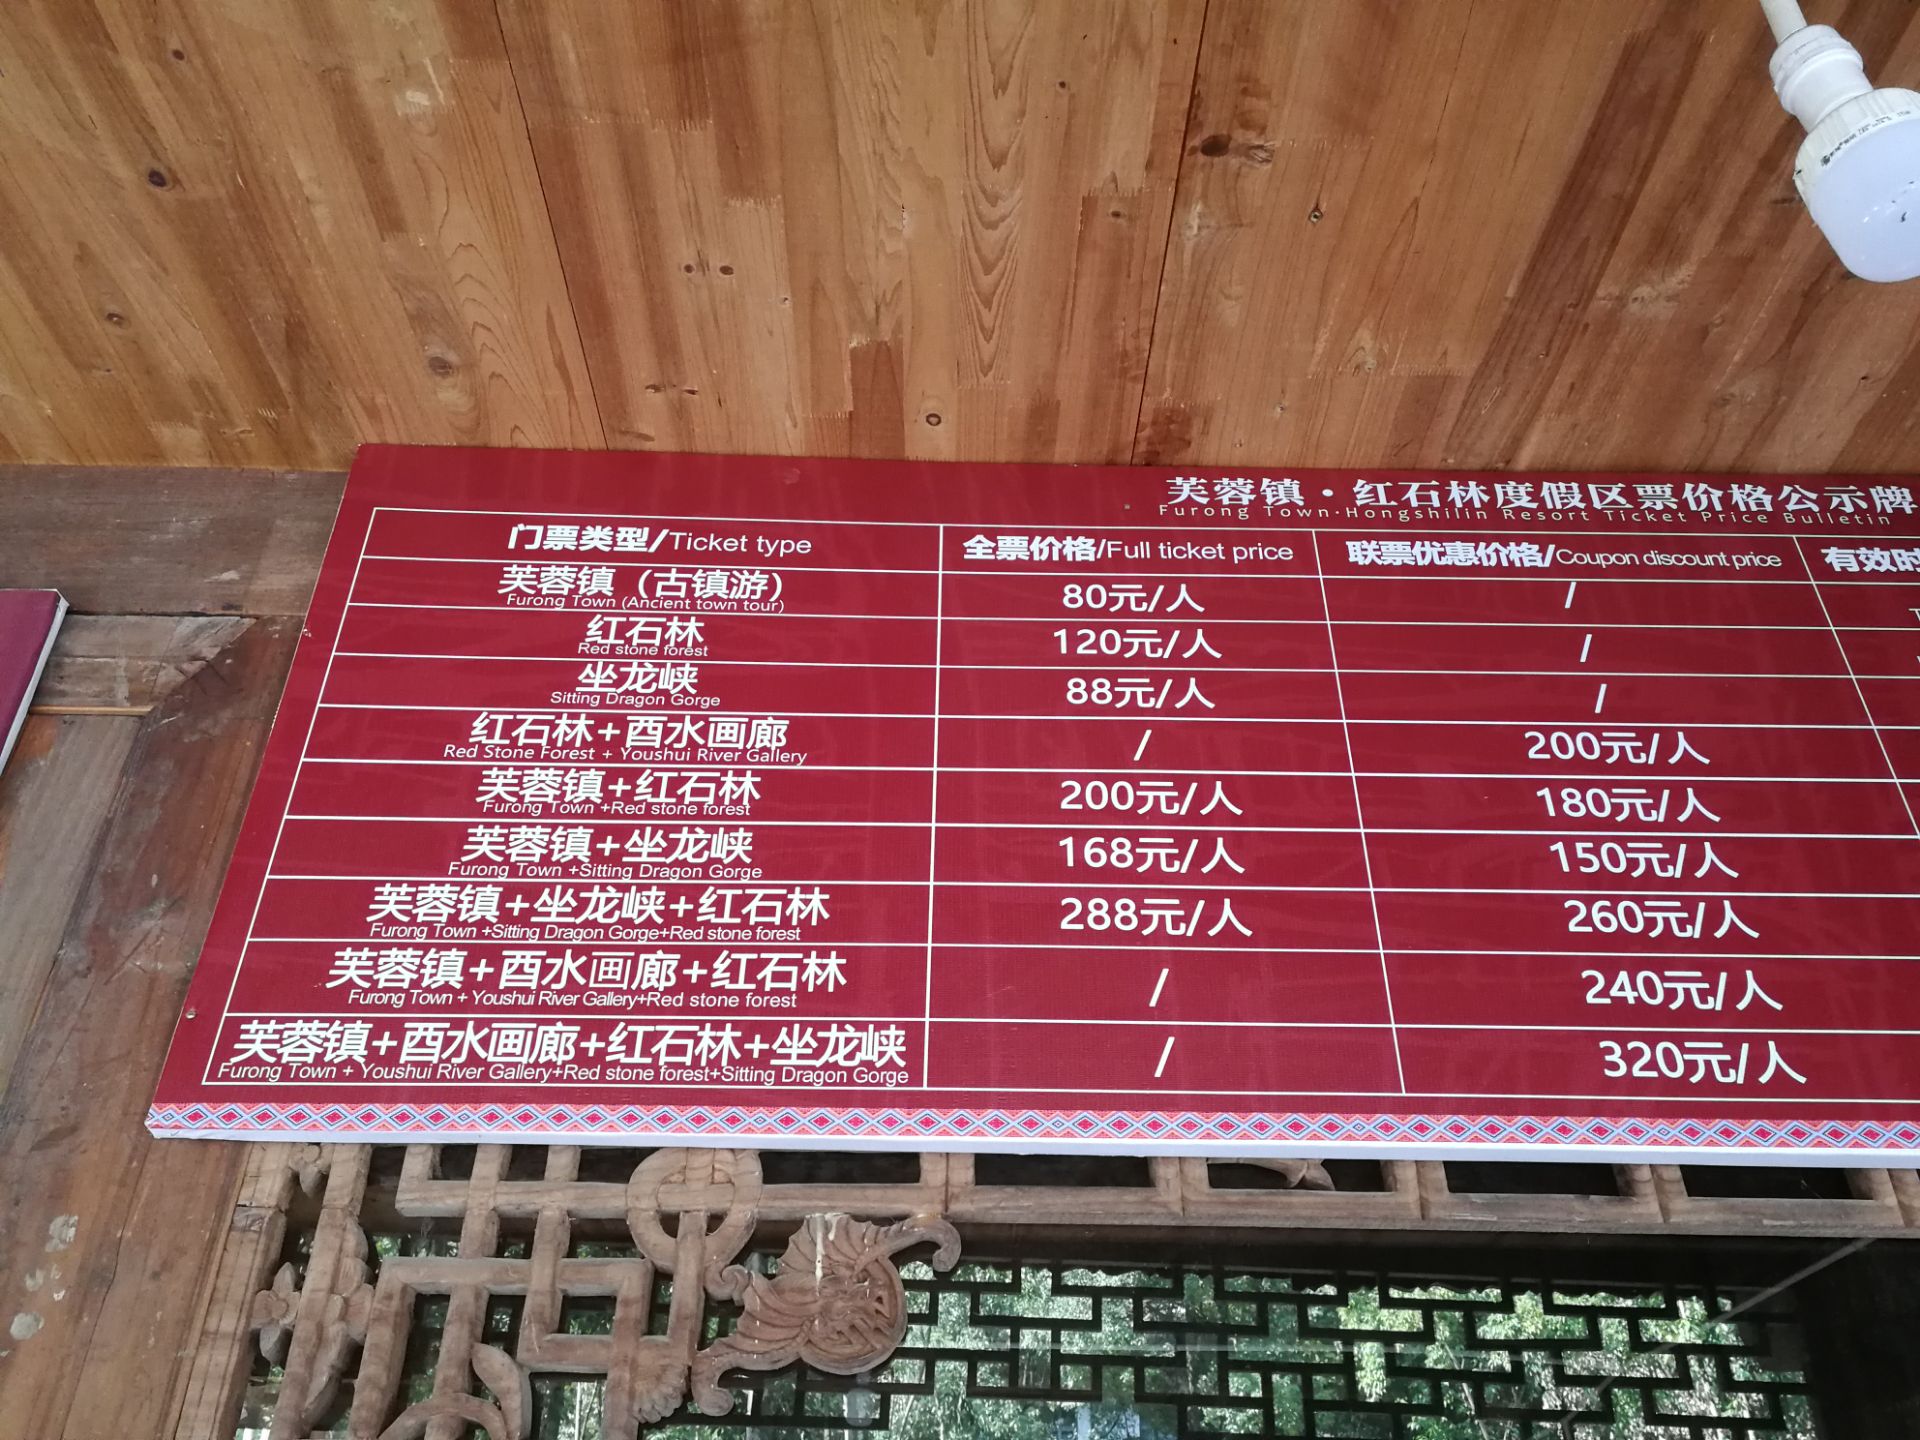 芙蓉镇·红石林度假区票价格公示牌
Furong Town·Hongshilin Resort Ticket Price Bulletin
门票类型/Ticket type
全票价格/Full ticket price
联票优惠价格/Coupon discount price
有效时
芙蓉镇（古镇游）
Furong Town (Ancient town tour)
80元/人
/
红石林
Red stone forest
120元/人
/
坐龙峡
Sitting Dragon Gorge
88元/人
/
红石林+酉水画廊
Red Stone Forest + Youshui River Gallery
/
200元/人
芙蓉镇+红石林
Furong Town +Red stone forest
200元/人
180元/人
芙蓉镇+坐龙峡
Furong Town +Sitting Dragon Gorge
168元/人
150元/人
芙蓉镇+坐龙峡+红石林
Furong Town +Sitting Dragon Gorge+Red stone forest
288元/人
260元/人
芙蓉镇+酉水画廊+红石林
Furong Town + Youshui River Gallery+Red stone forest
/
240元/人
芙蓉镇+酉水画廊+红石林+坐龙峡
Furong Town + Youshui River Gallery+Red stone forest+Sitting Dragon Gorge
/
320元/人